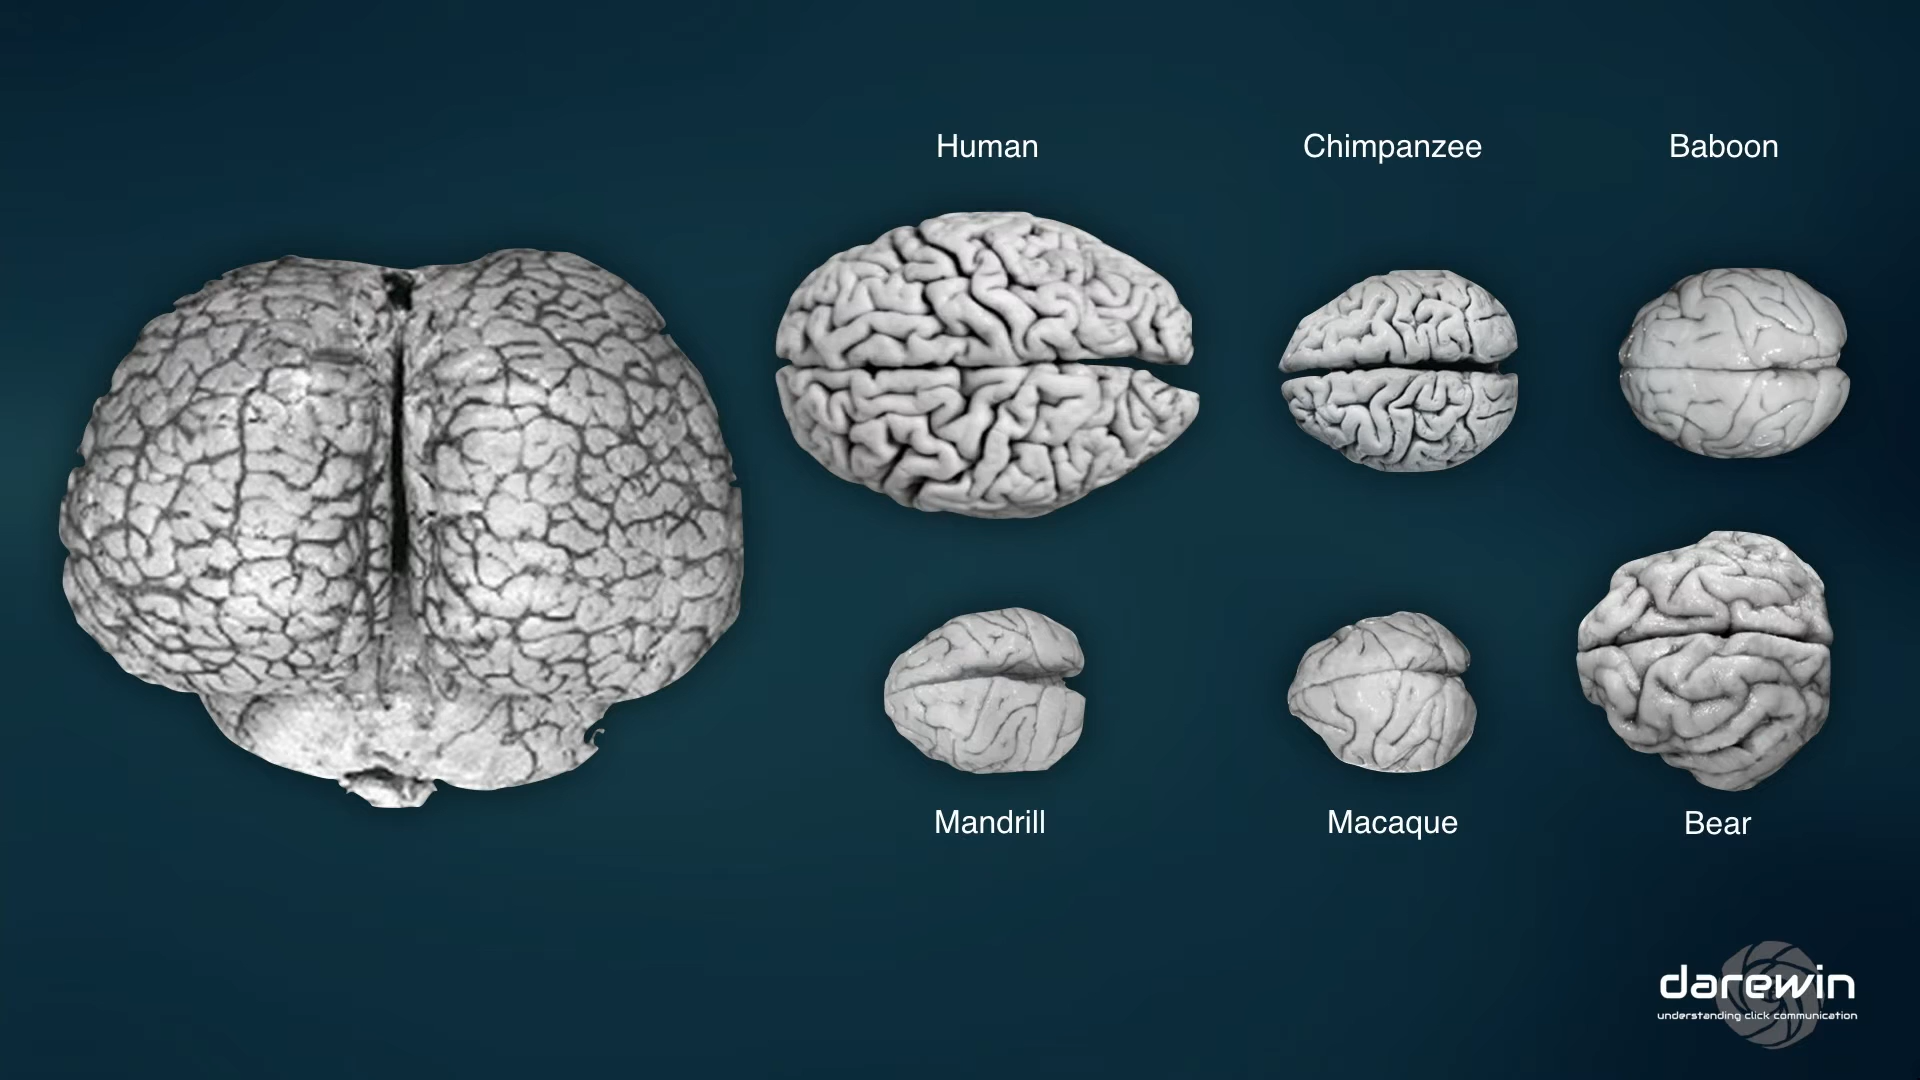 Human
Chimpanzee
Baboon
Mandrill
Macaque
Bear
darewin
understanding click communication